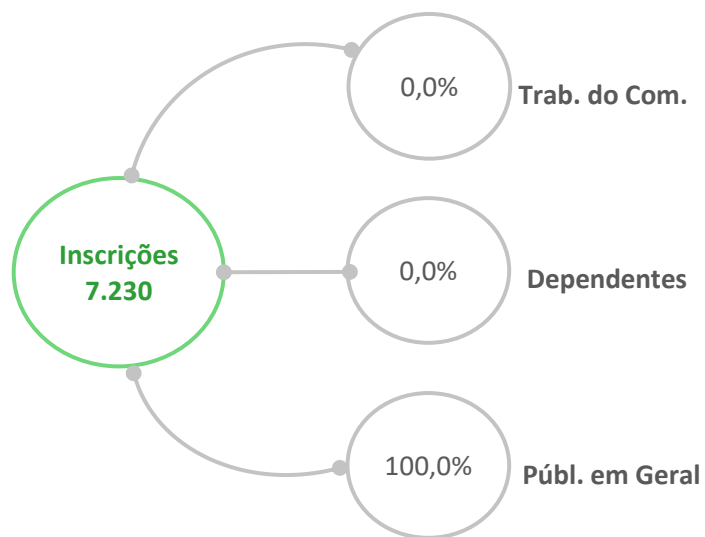 0,0%
Trab. do Com.
Inscrições
7.230
0,0%
Dependentes
100,0%
Públ. em Geral